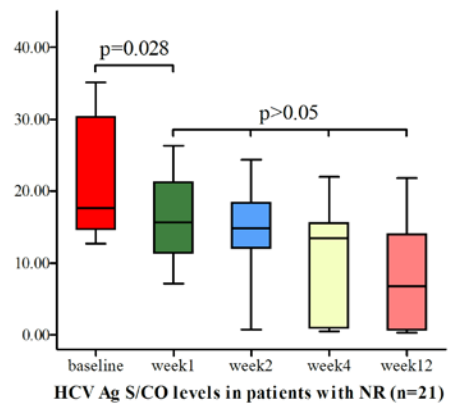 40.00
30.00
20.00
10.00
0.00
p=0.028
p>0.05
baseline week1 week2 week4 week12
HCV Ag S/CO levels in patients with NR (n=21)